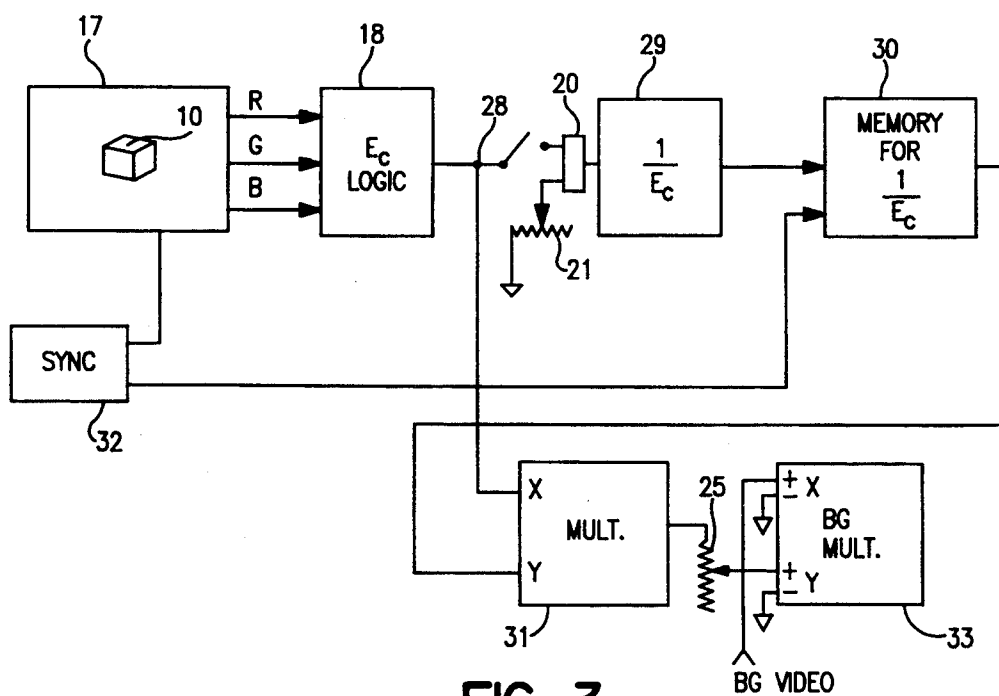 17
10
R
G
B
18
E_C
LOGIC
28
20
21
29
1
E_C
30
MEMORY
FOR
1
E_C
SYNC
32
X
Y
MULT.
31
25
+ X
−
BG
MULT.
+ Y
−
33
BG VIDEO
FIG.